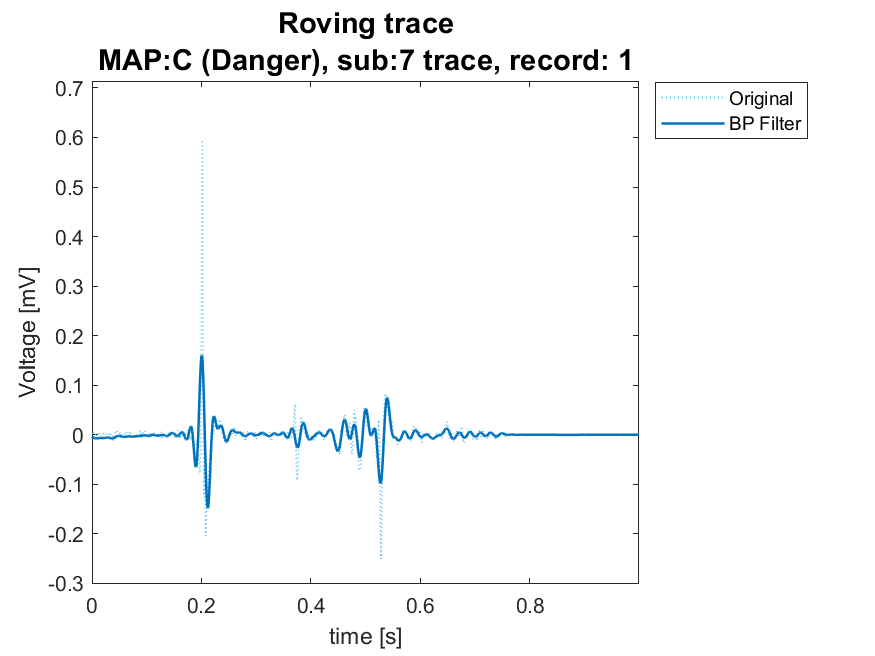 Roving trace
MAP:C (Danger), sub:7 trace, record: 1
Original
BP Filter
0.7
0.6
0.5
0.4
0.3
0.2
0.1
0
-0.1
-0.2
-0.3
Voltage [mV]
0 0.2 0.4 0.6 0.8
time [s]